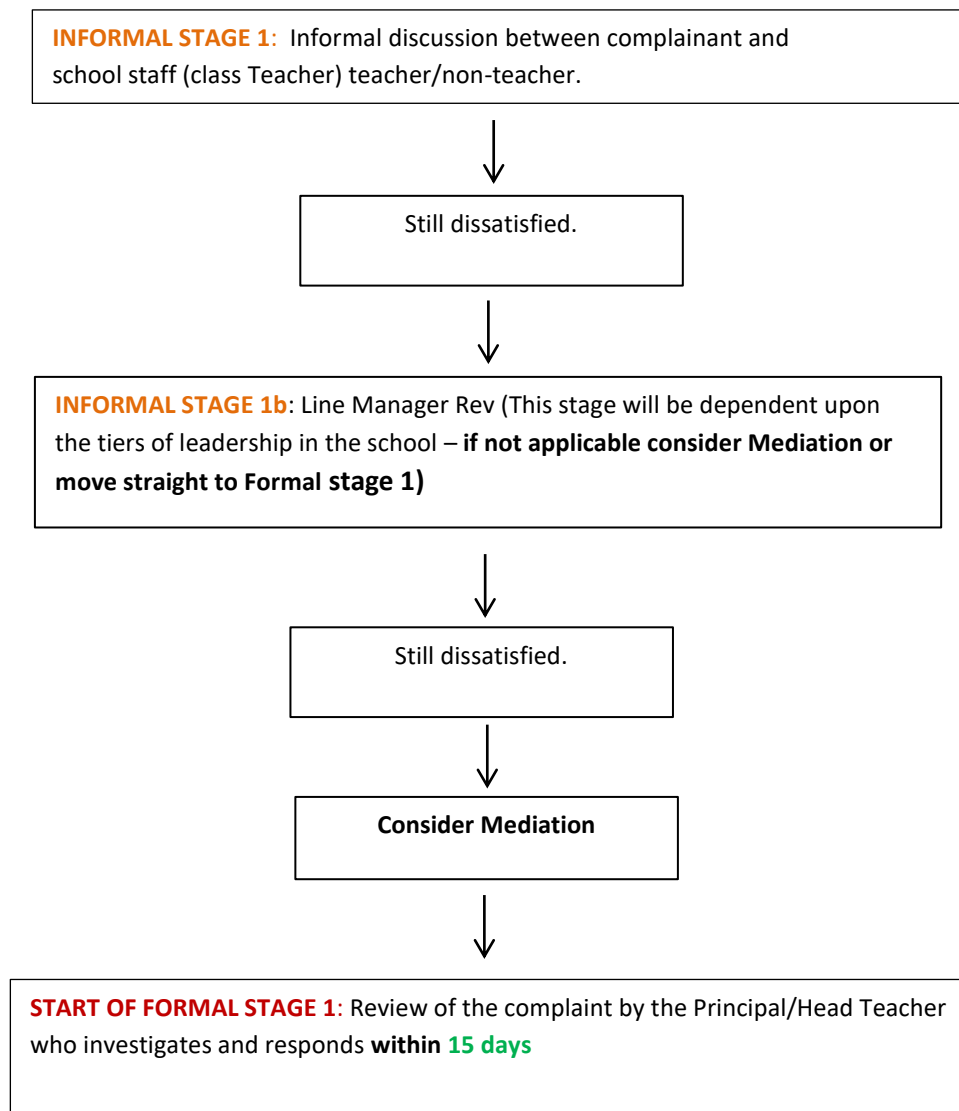 INFORMAL STAGE 1:  Informal discussion between complainant and
school staff (class Teacher) teacher/non-teacher.
Still dissatisfied.
INFORMAL STAGE 1b: Line Manager Rev (This stage will be dependent upon
the tiers of leadership in the school – if not applicable consider Mediation or
move straight to Formal stage 1)
Still dissatisfied.
Consider Mediation
START OF FORMAL STAGE 1: Review of the complaint by the Principal/Head Teacher
who investigates and responds within 15 days